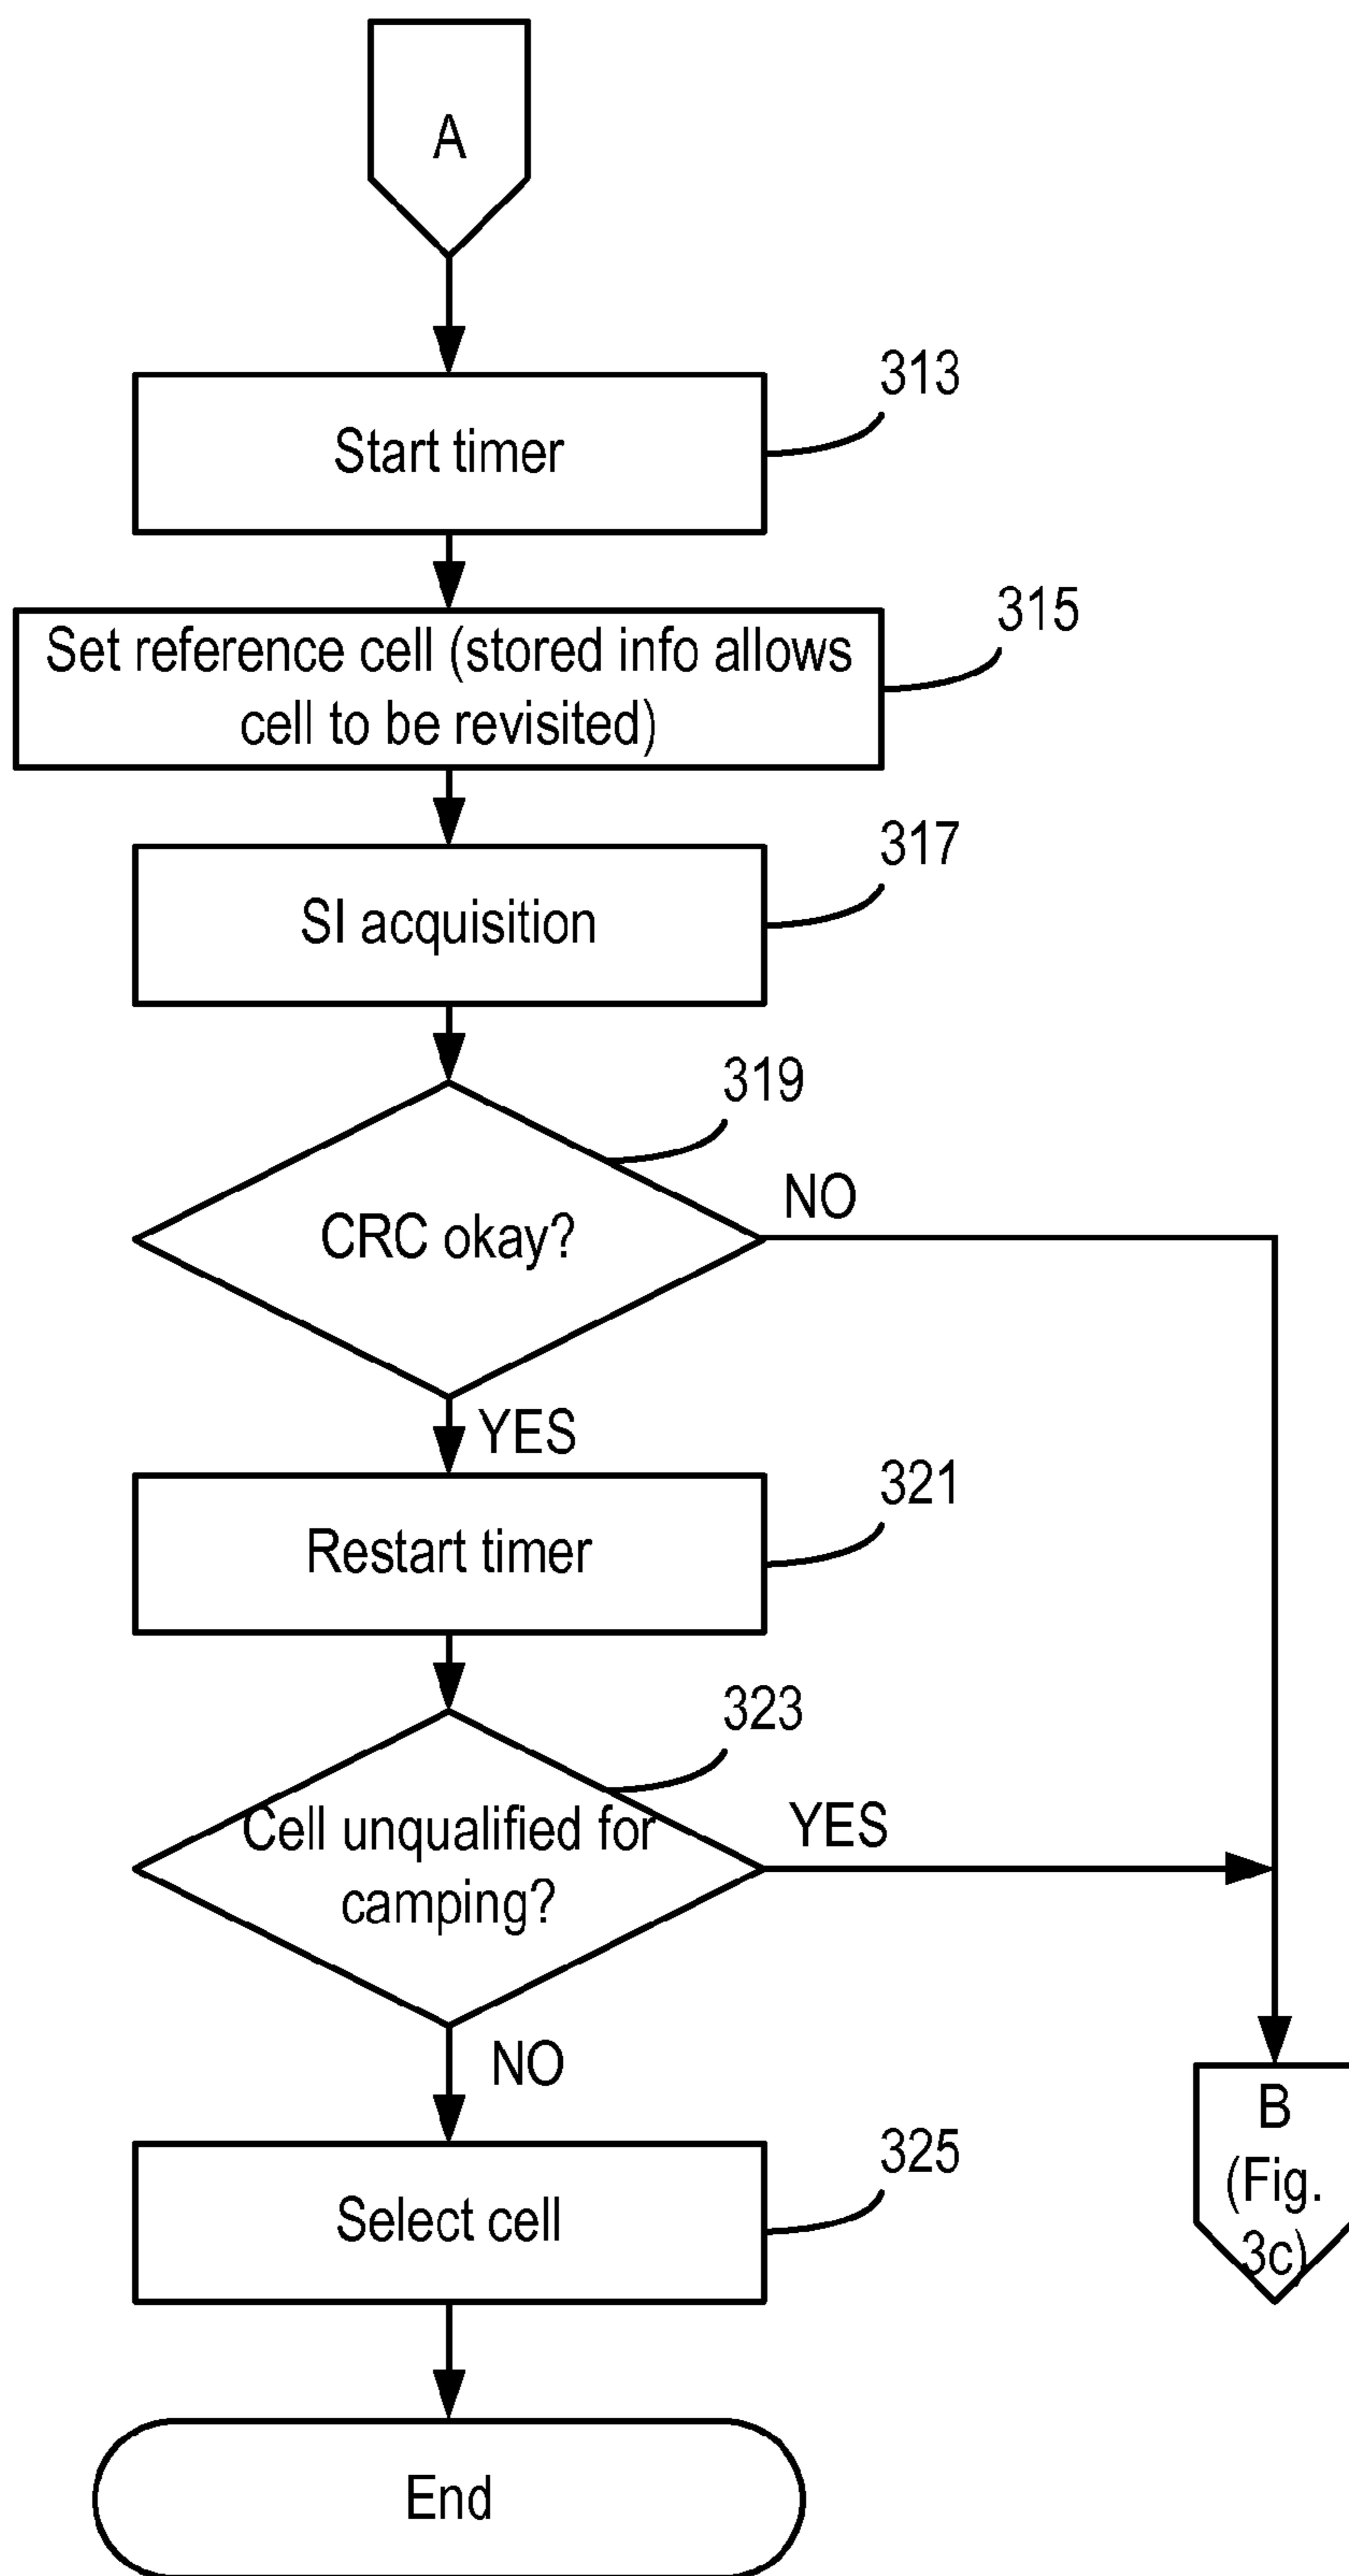 A
313
Start timer
315
Set reference cell (stored info allows
cell to be revisited)
317
SI acquisition
319
NO
CRC okay?
YES
321
Restart timer
323
Cell unqualified for
camping?
YES
NO
B
(Fig.
3c)
325
Select cell
End